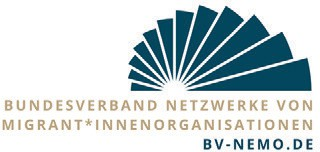 BUNDESVERBAND NETZWERKE VON
MIGRANT*INNENORGANISATIONEN
BV-NEMO.DE